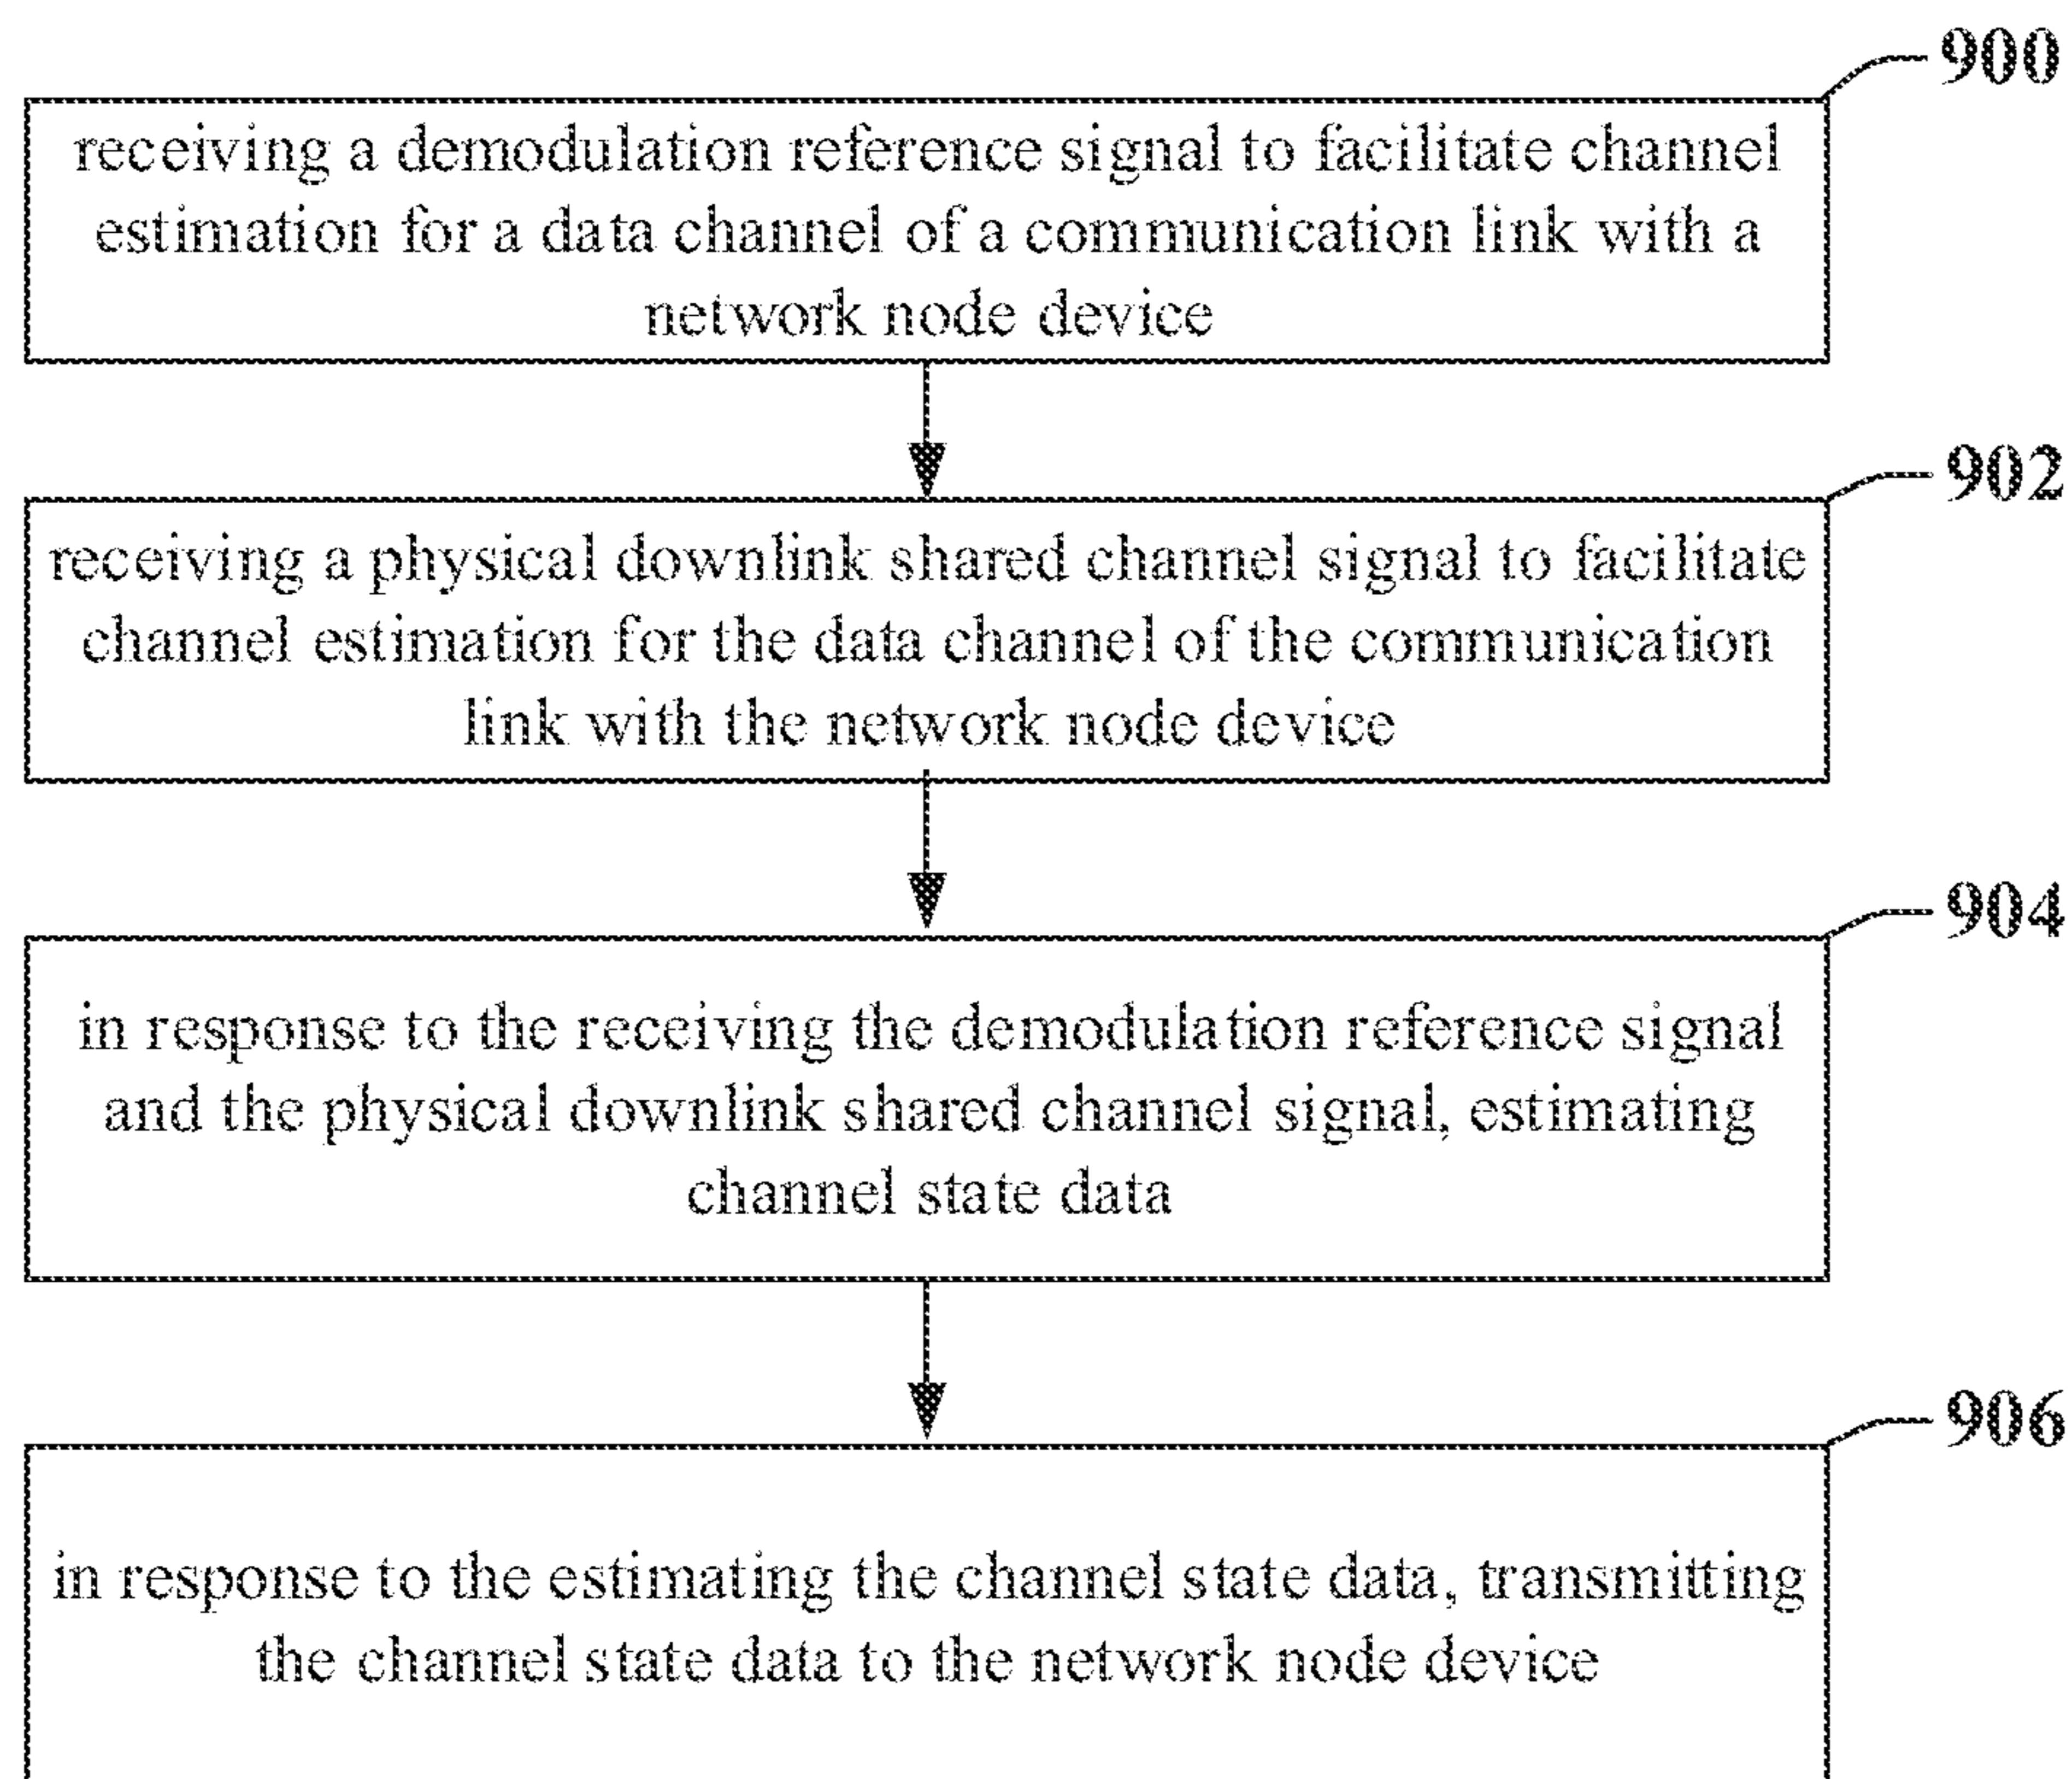 900
receiving a demodulation reference signal to facilitate channel
estimation for a data channel of a communication link with a
network node device
902
receiving a physical downlink shared channel signal to facilitate
channel estimation for the data channel of the communication
link with the network node device
904
in response to the receiving the demodulation reference signal
and the physical downlink shared channel signal, estimating
channel state data
906
in response to the estimating the channel state data, transmitting
the channel state data to the network node device